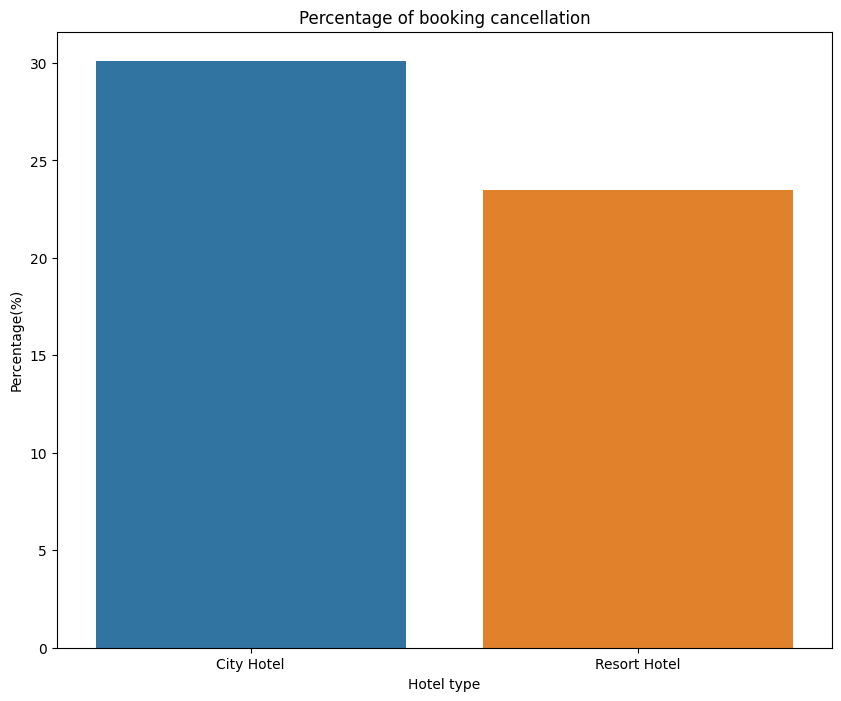 Percentage of booking cancellation
30
25
20
15
10
5
0
Percentage(%)
City Hotel
Resort Hotel
Hotel type